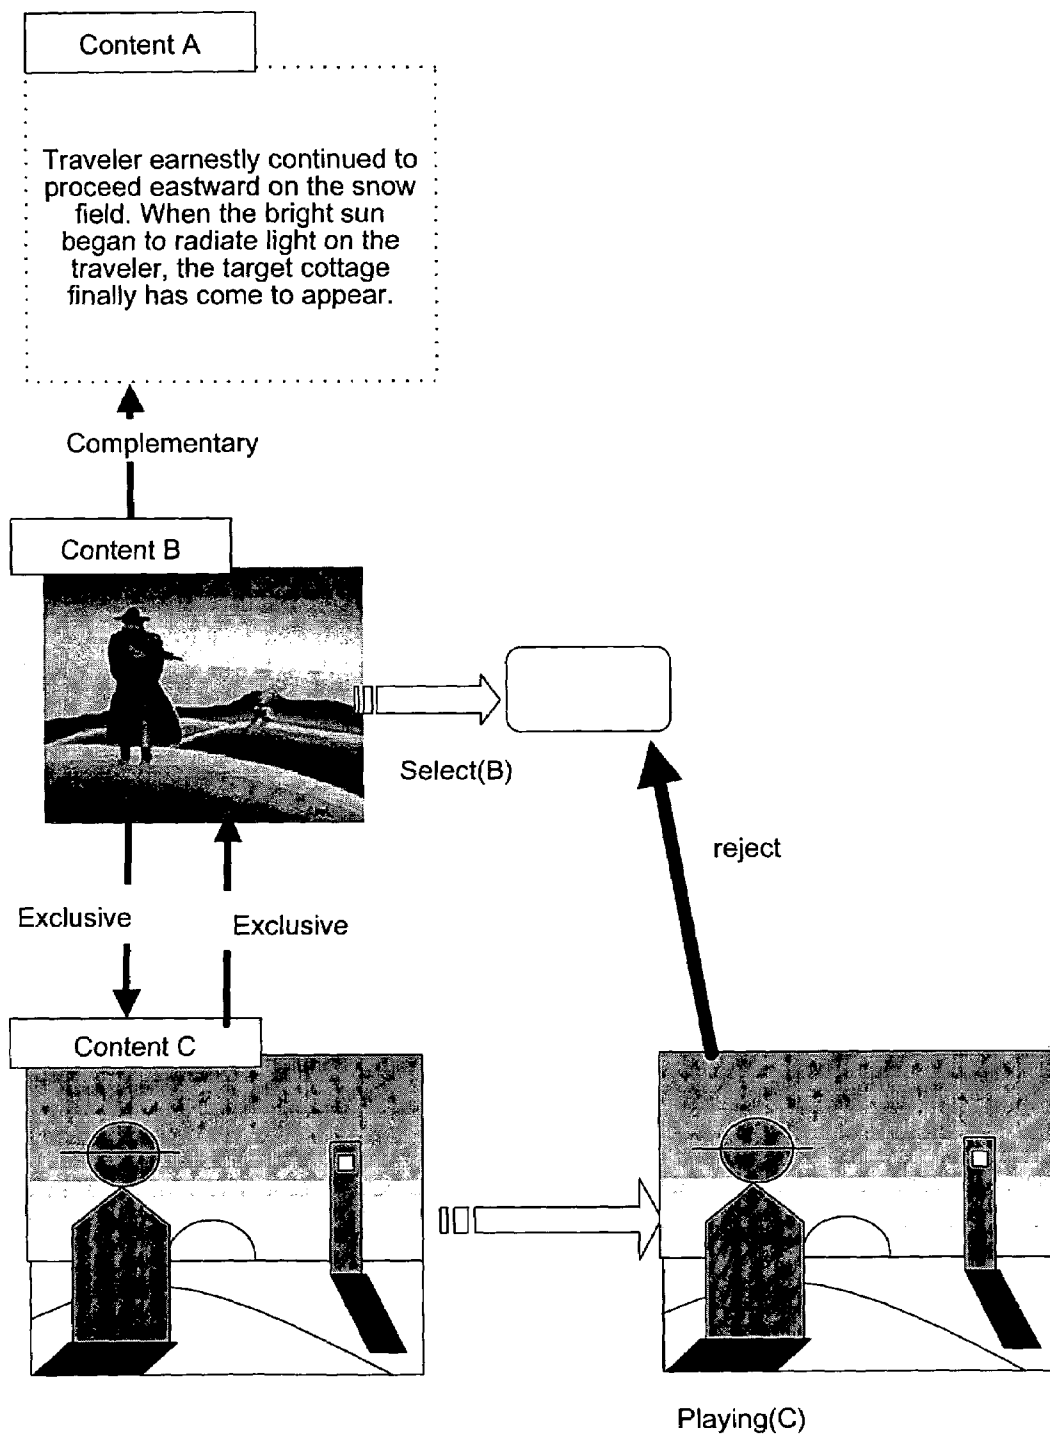 Content A
Traveler earnestly continued to
proceed eastward on the snow
field. When the bright sun
began to radiate light on the
traveler, the target cottage
finally has come to appear.
Complementary
Content B
Select(B)
reject
Exclusive
Exclusive
Content C
Playing(C)